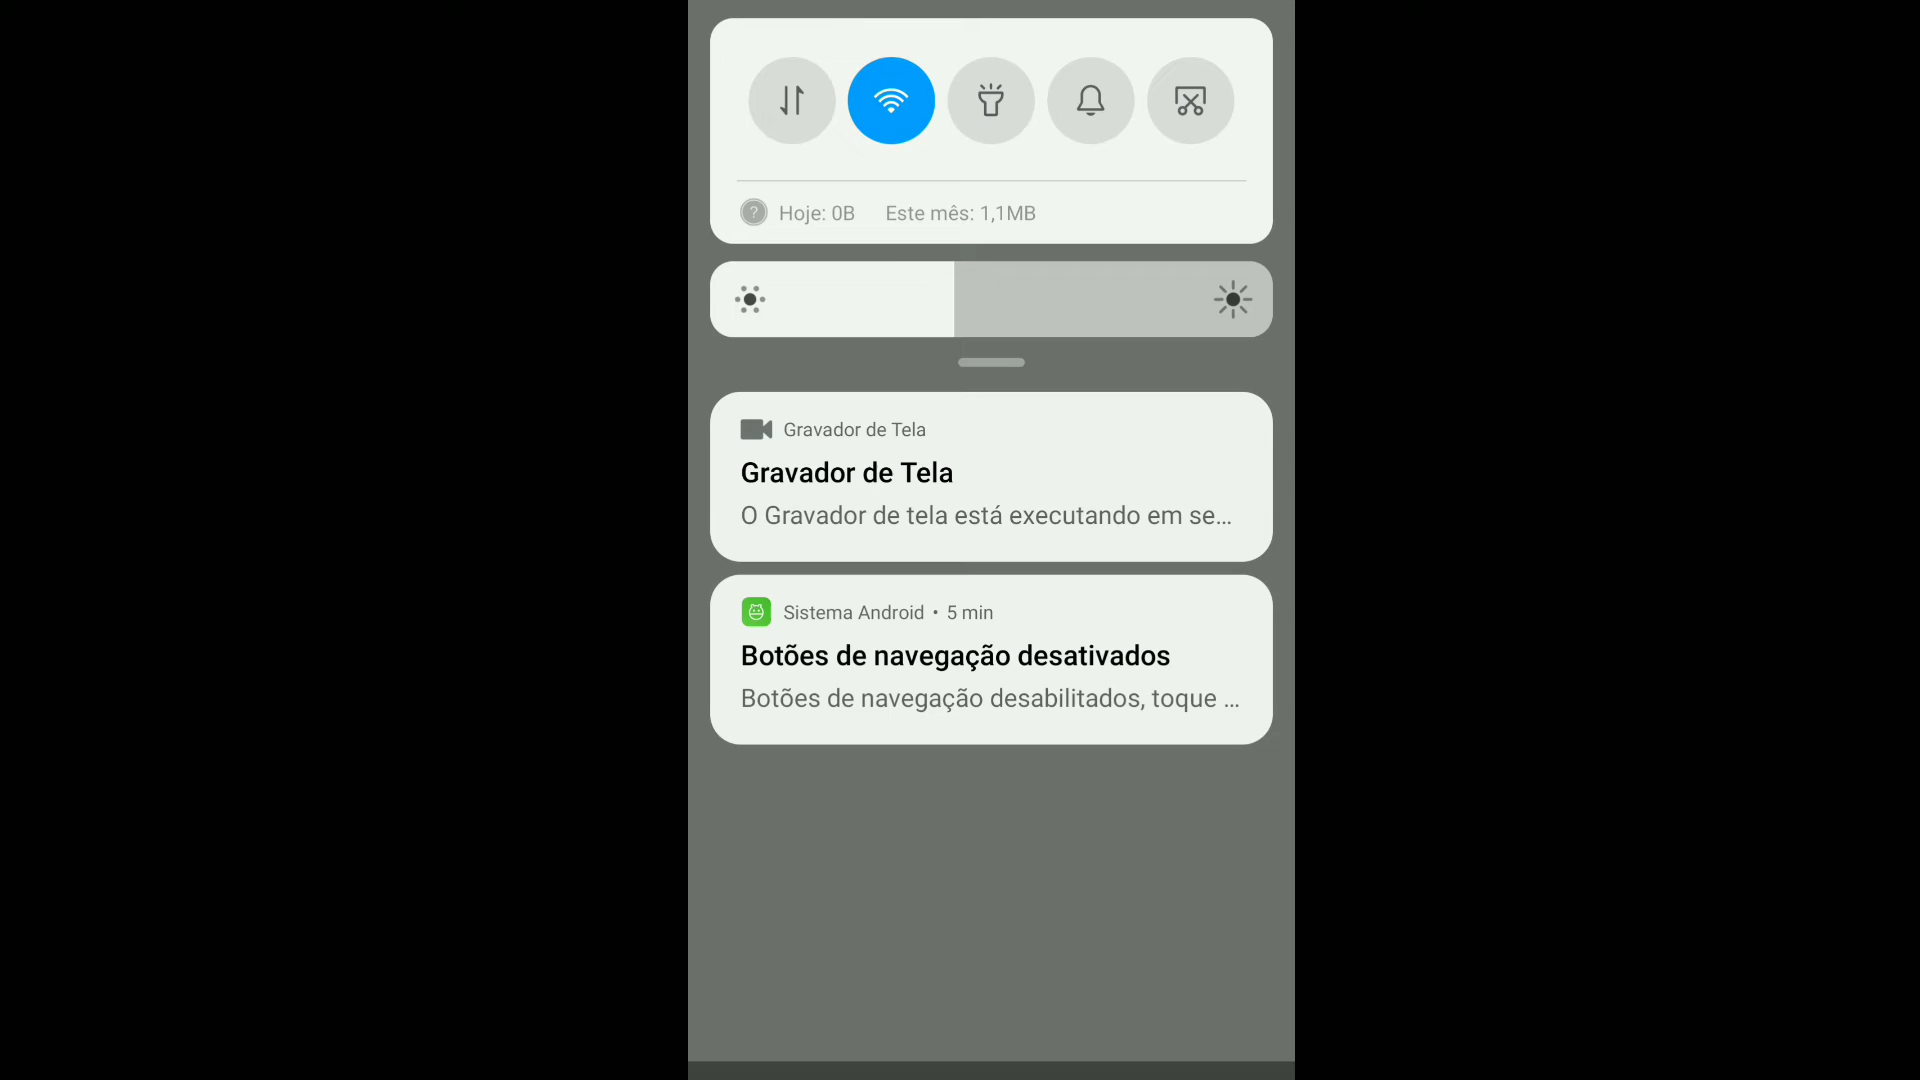 Hoje: 0B Este mês: 1,1MB
Gravador de Tela
Gravador de Tela
O Gravador de tela está executando em se...
Sistema Android • 5 min
Botões de navegação desativados
Botões de navegação desabilitados, toque ...